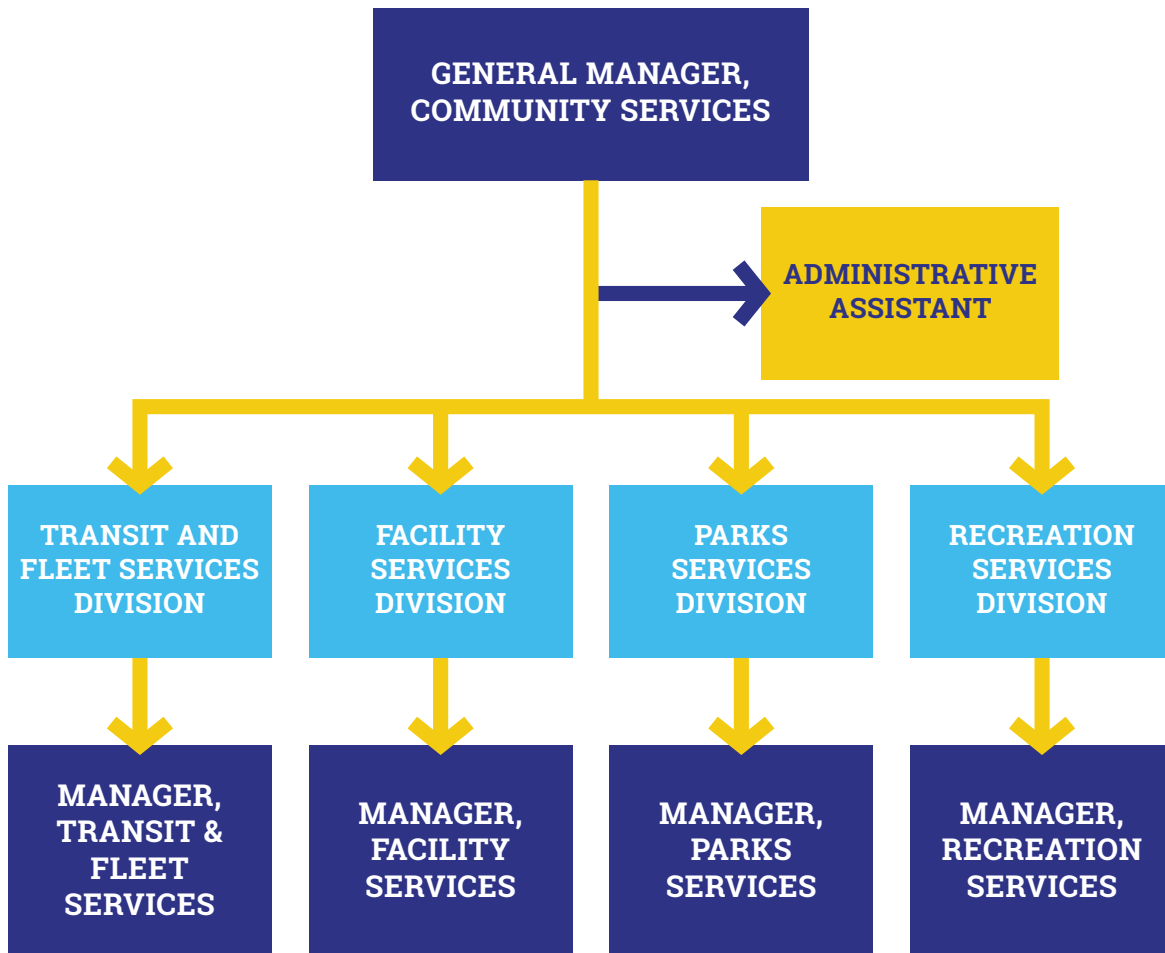 GENERAL MANAGER,
COMMUNITY SERVICES
ADMINISTRATIVE
ASSISTANT
TRANSIT AND
FLEET SERVICES
DIVISION
FACILITY
SERVICES
DIVISION
PARKS
SERVICES
DIVISION
RECREATION
SERVICES
DIVISION
MANAGER,
TRANSIT &
FLEET
SERVICES
MANAGER,
FACILITY
SERVICES
MANAGER,
PARKS
SERVICES
MANAGER,
RECREATION
SERVICES